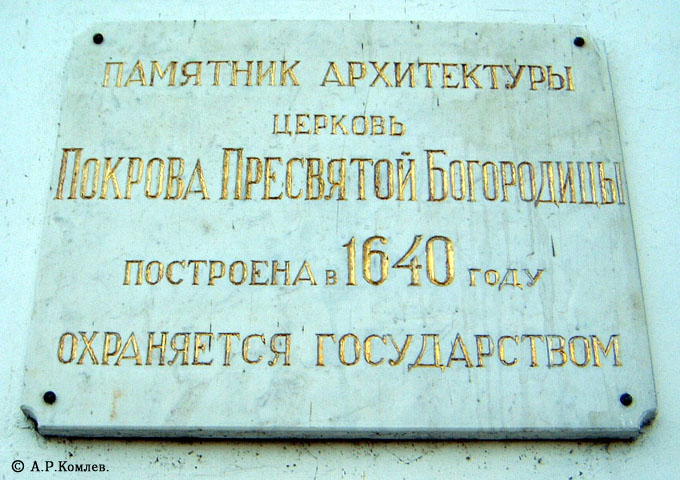 ПАМЯТНИК АРХИТЕКТУРЫ
ЦЕРКОВЬ
ПОКРОВА ПРЕСВЯТОЙ БОГОРОДИЦЫ
ПОСТРОЕНА В 1640 ГОДУ
ОХРАНЯЕТСЯ ГОСУДАРСТВОМ
© А.Р.Комлев.